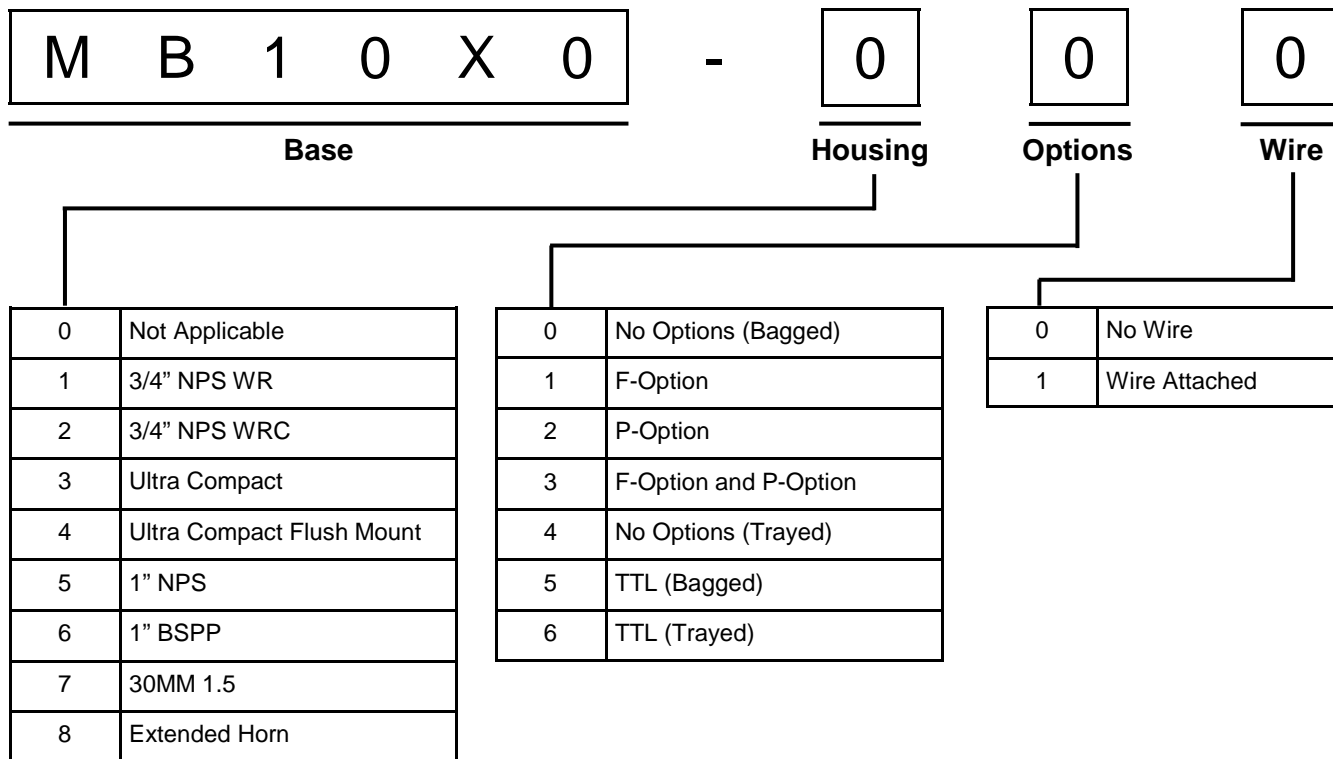 M B 1 0 X 0 - 0 0 0
Base Housing Options Wire
0 Not Applicable
1 3/4” NPS WR
2 3/4” NPS WRC
3 Ultra Compact
4 Ultra Compact Flush Mount
5 1” NPS
6 1” BSPP
7 30MM 1.5
8 Extended Horn
0 No Options (Bagged)
1 F-Option
2 P-Option
3 F-Option and P-Option
4 No Options (Trayed)
5 TTL (Bagged)
6 TTL (Trayed)
0 No Wire
1 Wire Attached